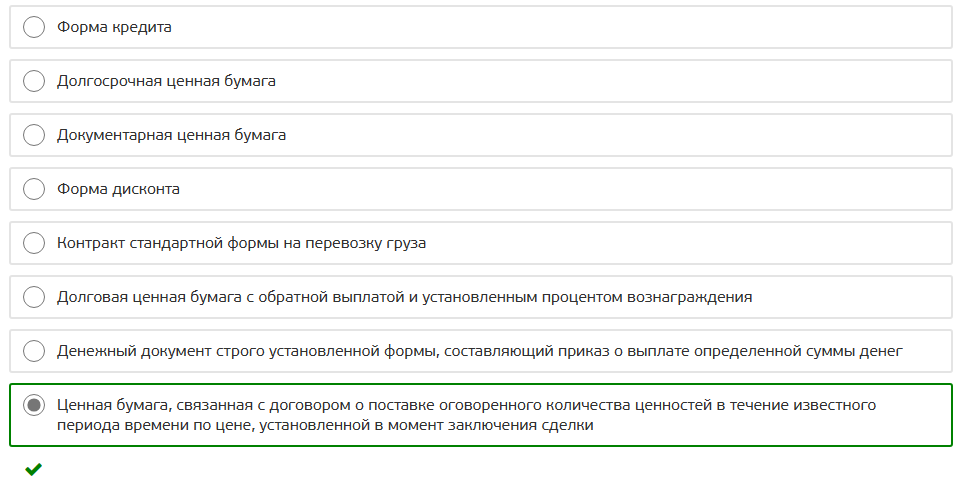 Форма кредита
Долгосрочная ценная бумага
Документарная ценная бумага
Форма дисконта
Контракт стандартной формы на перевозку груза
Долговая ценная бумага с обратной выплатой и установленным процентом вознаграждения
Денежный документ строго установленной формы, составляющий приказ о выплате определенной суммы денег
Ценная бумага, связанная с договором о поставке оговоренного количества ценностей в течение известного
периода времени по цене, установленной в момент заключения сделки